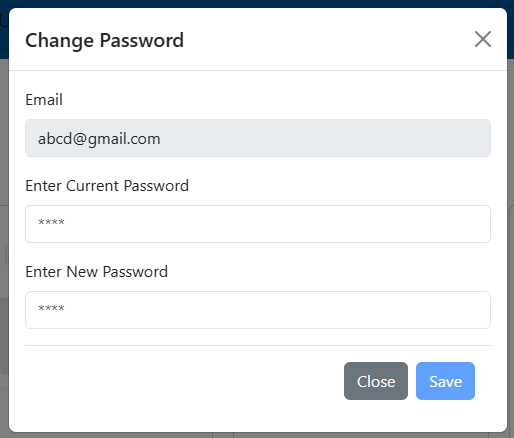 Change Password
Email
abcd@gmail.com
Enter Current Password
****
Enter New Password
****
Close Save